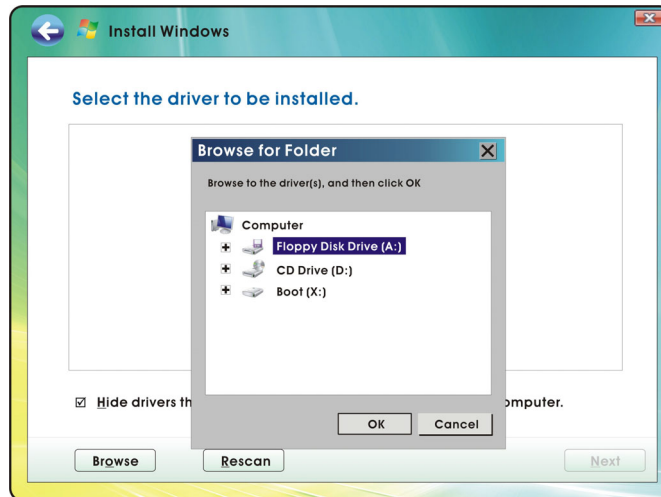 Install Windows
Select the driver to be installed.
Browse for Folder
Browse to the driver(s), and then click OK
Computer
Floppy Disk Drive (A:)
CD Drive (D:)
Boot (X:)
Hide drivers th
omputer.
OK Cancel
Browse Rescan Next